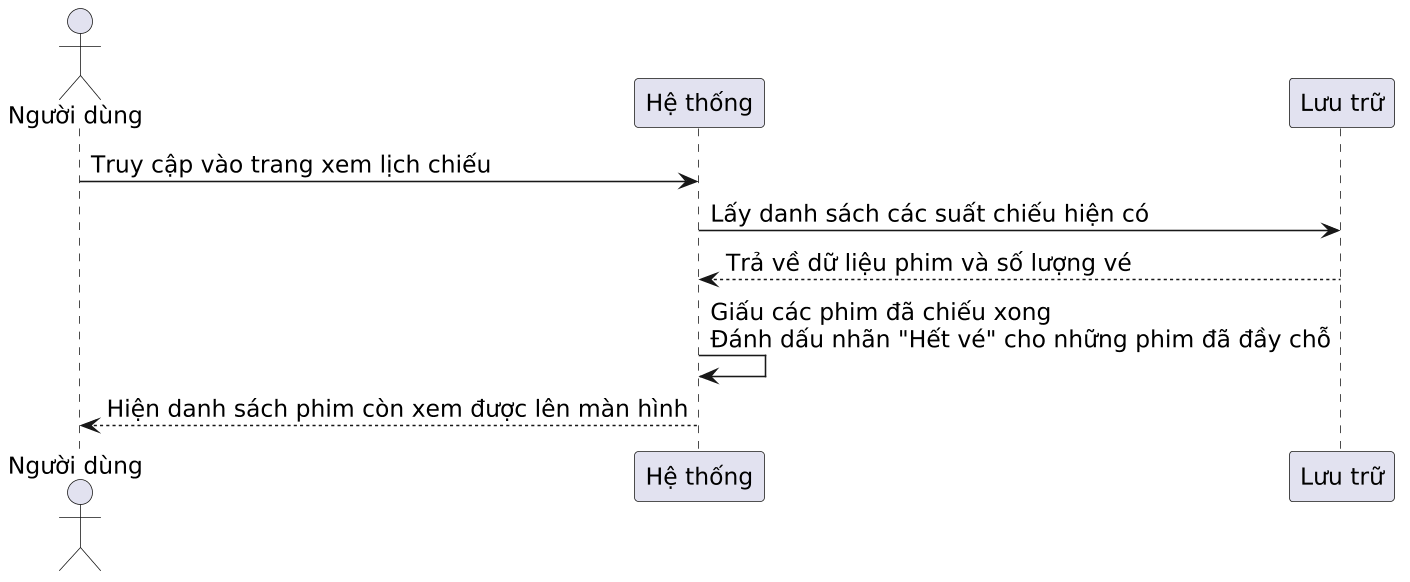 Người dùng
Hệ thống
Lưu trữ
Truy cập vào trang xem lịch chiếu
Lấy danh sách các suất chiếu hiện có
Trả về dữ liệu phim và số lượng vé
Giấu các phim đã chiếu xong
Đánh dấu nhãn "Hết vé" cho những phim đã đầy chỗ
Hiện danh sách phim còn xem được lên màn hình
Người dùng
Hệ thống
Lưu trữ